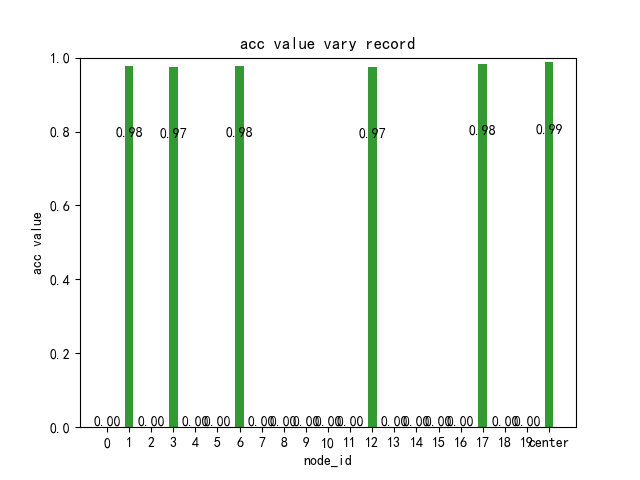 acc value vary record
1.0
0.8
0.6
0.4
0.2
0.0
acc value
0.98 0.97 0.98 0.97 0.98 0.99
0.00 0.00 0.00 0.00 0.00 0.00 0.00 0.00 0.00 0.00 0.00 0.00 0.00 0.00 0.00
0 1 2 3 4 5 6 7 8 9 10 11 12 13 14 15 16 17 18 19 center
node_id